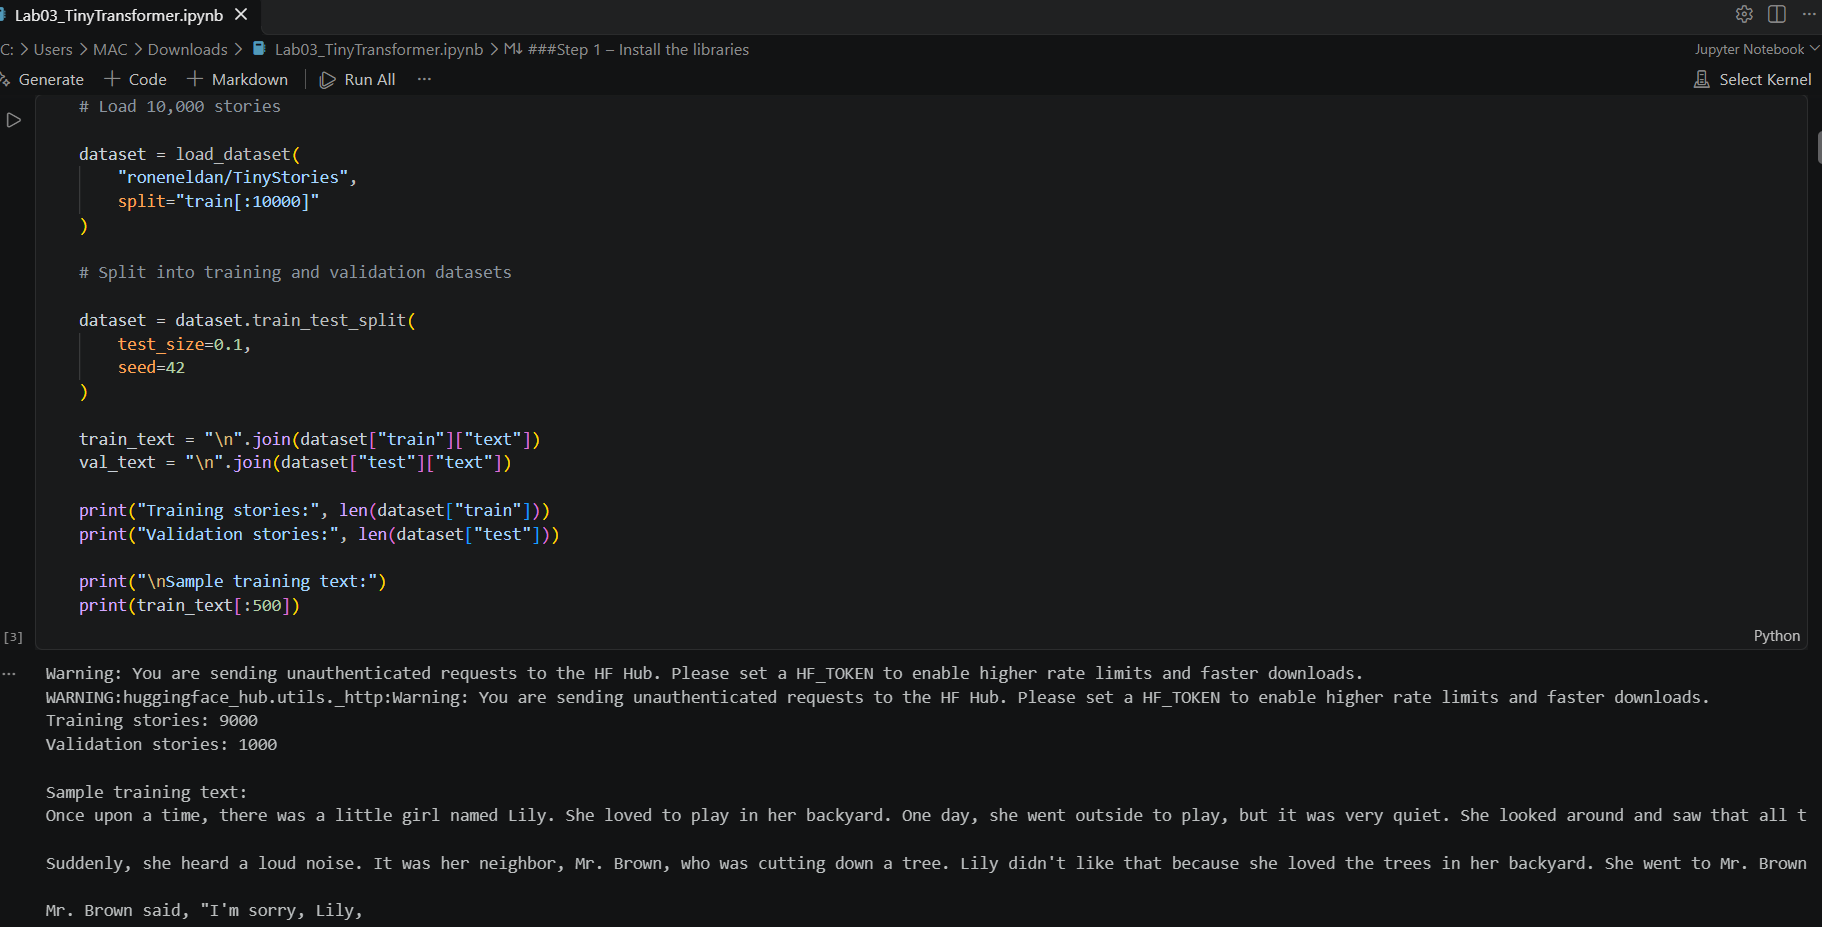 Lab03_TinyTransformer.ipynb
C: > Users > MAC > Downloads > Lab03_TinyTransformer.ipynb > M↓ ###Step 1 – Install the libraries
Jupyter Notebook
Generate + Code + Markdown | Run All ···
Select Kernel
# Load 10,000 stories
dataset = load_dataset(
    "roneneldan/TinyStories",
    split="train[:10000]"
)
# Split into training and validation datasets
dataset = dataset.train_test_split(
    test_size=0.1,
    seed=42
)
train_text = "\n".join(dataset["train"]["text"])
val_text = "\n".join(dataset["test"]["text"])
print("Training stories:", len(dataset["train"]))
print("Validation stories:", len(dataset["test"]))
print("\nSample training text:")
print(train_text[:500])
[3]
Python
Warning: You are sending unauthenticated requests to the HF Hub. Please set a HF_TOKEN to enable higher rate limits and faster downloads.
WARNING:huggingface_hub.utils._http:Warning: You are sending unauthenticated requests to the HF Hub. Please set a HF_TOKEN to enable higher rate limits and faster downloads.
Training stories: 9000
Validation stories: 1000
Sample training text:
Once upon a time, there was a little girl named Lily. She loved to play in her backyard. One day, she went outside to play, but it was very quiet. She looked around and saw that all t
Suddenly, she heard a loud noise. It was her neighbor, Mr. Brown, who was cutting down a tree. Lily didn't like that because she loved the trees in her backyard. She went to Mr. Brown
Mr. Brown said, "I'm sorry, Lily,